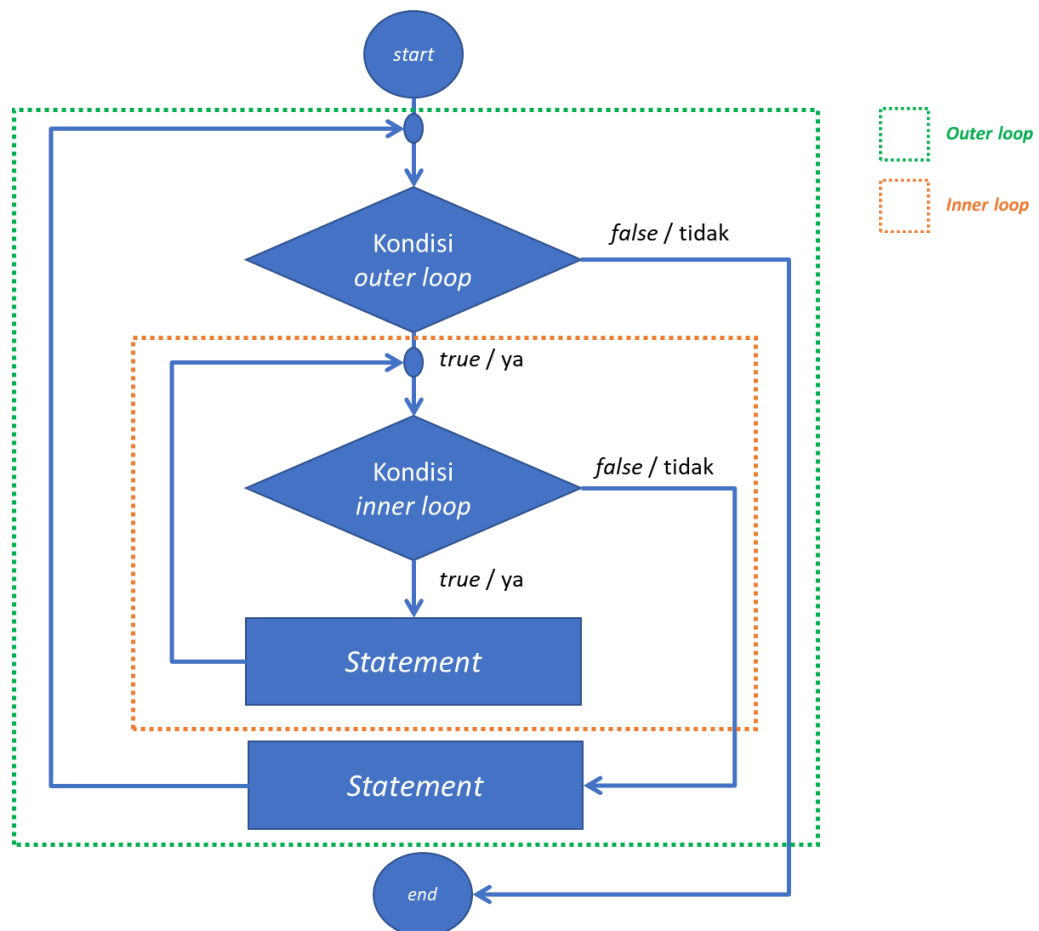 start
Outer loop
Inner loop
Kondisi
outer loop
false / tidak
true / ya
Kondisi
inner loop
false / tidak
true / ya
Statement
Statement
end